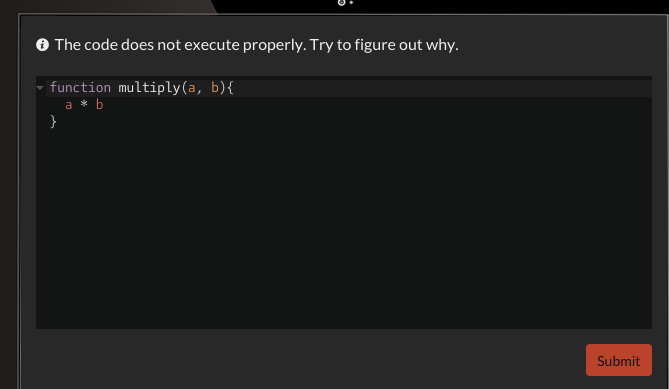 The code does not execute properly. Try to figure out why.
function multiply(a, b){
  a * b
}
Submit